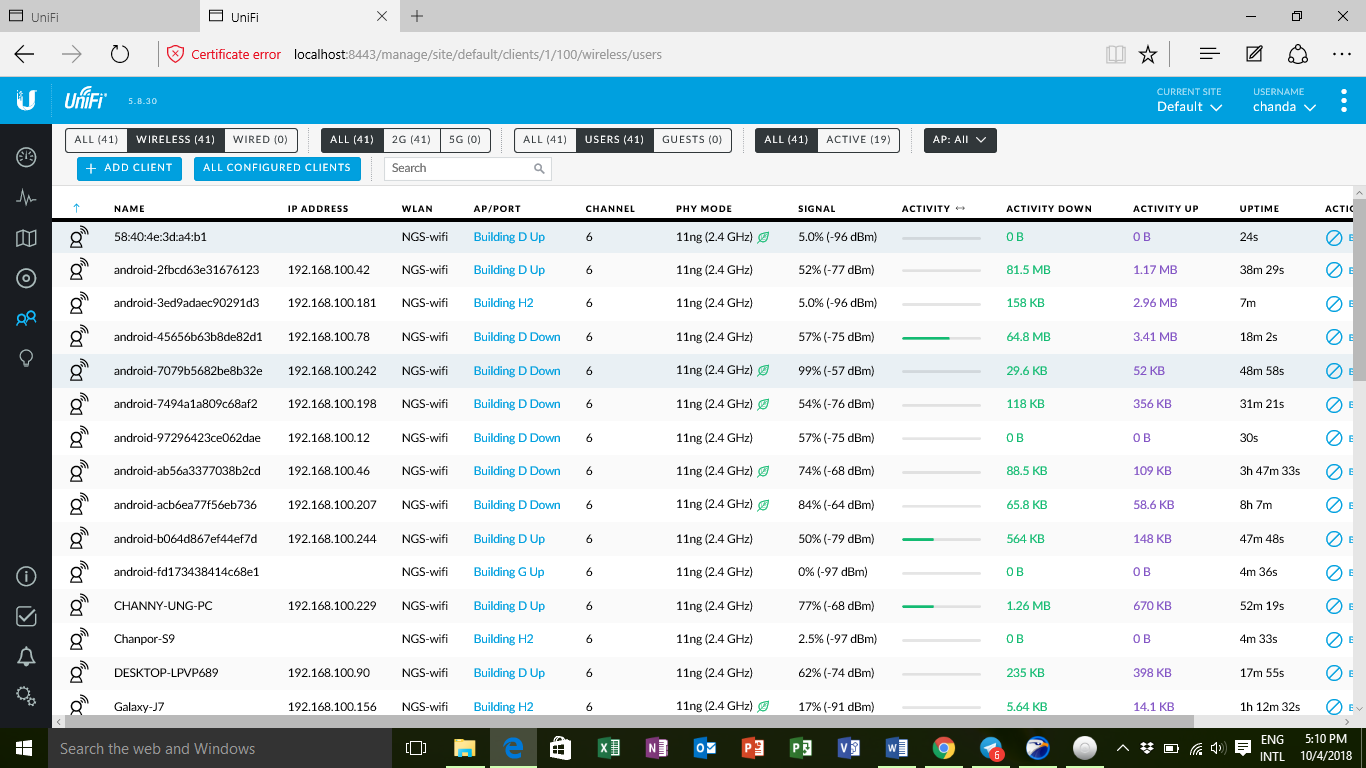 UniFi UniFi
Certificate error localhost:8443/manage/site/default/clients/1/100/wireless/users
UniFi 5.8.30 CURRENT SITE USERNAME
Default chanda
ALL (41) WIRELESS (41) WIRED (0) ALL (41) 2G (41) 5G (0) ALL (41) USERS (41) GUESTS (0) ALL (41) ACTIVE (19) AP: All
+ ADD CLIENT ALL CONFIGURED CLIENTS Search
NAME IP ADDRESS WLAN AP/PORT CHANNEL PHY MODE SIGNAL ACTIVITY ACTIVITY DOWN ACTIVITY UP UPTIME ACTIO
58:40:4e:3d:a4:b1 NGS-wifi Building D Up 6 11ng (2.4 GHz) 5.0% (-96 dBm) 0 B 0 B 24s
android-2fbcd63e31676123 192.168.100.42 NGS-wifi Building D Up 6 11ng (2.4 GHz) 52% (-77 dBm) 81.5 MB 1.17 MB 38m 29s
android-3ed9adaec90291d3 192.168.100.181 NGS-wifi Building H2 6 11ng (2.4 GHz) 5.0% (-96 dBm) 158 KB 2.96 MB 7m
android-45656b63b8de82d1 192.168.100.78 NGS-wifi Building D Down 6 11ng (2.4 GHz) 57% (-75 dBm) 64.8 MB 3.41 MB 18m 2s
android-7079b5682be8b32e 192.168.100.242 NGS-wifi Building D Down 6 11ng (2.4 GHz) 99% (-57 dBm) 29.6 KB 52 KB 48m 58s
android-7494a1a809c68af2 192.168.100.198 NGS-wifi Building D Down 6 11ng (2.4 GHz) 54% (-76 dBm) 118 KB 356 KB 31m 21s
android-97296423ce062dae 192.168.100.12 NGS-wifi Building D Down 6 11ng (2.4 GHz) 57% (-75 dBm) 0 B 0 B 30s
android-ab56a3377038b2cd 192.168.100.46 NGS-wifi Building D Down 6 11ng (2.4 GHz) 74% (-68 dBm) 88.5 KB 109 KB 3h 47m 33s
android-acb6ea77f56eb736 192.168.100.207 NGS-wifi Building D Down 6 11ng (2.4 GHz) 84% (-64 dBm) 65.8 KB 58.6 KB 8h 7m
android-b064d867ef44ef7d 192.168.100.244 NGS-wifi Building D Up 6 11ng (2.4 GHz) 50% (-79 dBm) 564 KB 148 KB 47m 48s
android-fd173438414c68e1 NGS-wifi Building G Up 6 11ng (2.4 GHz) 0% (-97 dBm) 0 B 0 B 4m 36s
CHANNY-UNG-PC 192.168.100.229 NGS-wifi Building D Up 6 11ng (2.4 GHz) 77% (-68 dBm) 1.26 MB 670 KB 52m 19s
Chanpor-S9 NGS-wifi Building H2 6 11ng (2.4 GHz) 2.5% (-97 dBm) 0 B 0 B 4m 33s
DESKTOP-LPVP689 192.168.100.90 NGS-wifi Building D Up 6 11ng (2.4 GHz) 62% (-74 dBm) 235 KB 398 KB 17m 55s
Galaxy-J7 192.168.100.156 NGS-wifi Building H2 6 11ng (2.4 GHz) 17% (-91 dBm) 5.64 KB 14.1 KB 1h 12m 32s
Search the web and Windows 6 ENG 5:10 PM
INTL 10/4/2018